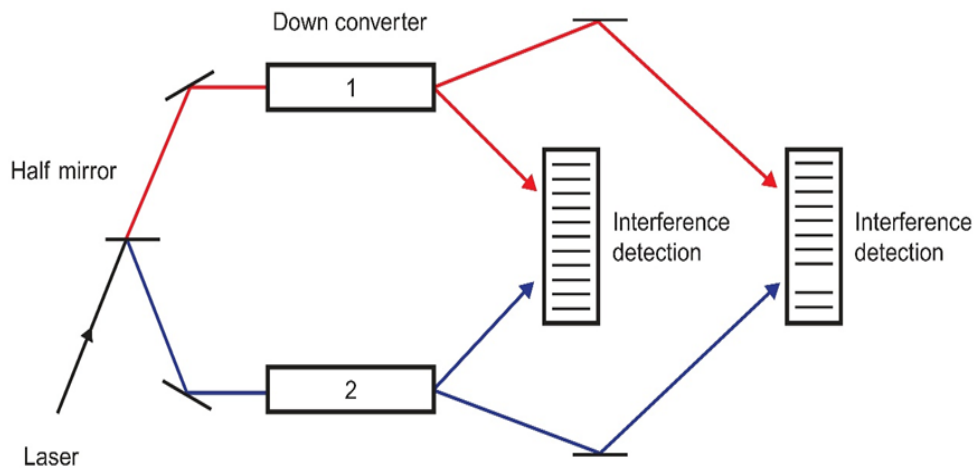 Down converter
1
Half mirror
Interference
detection
Interference
detection
2
Laser